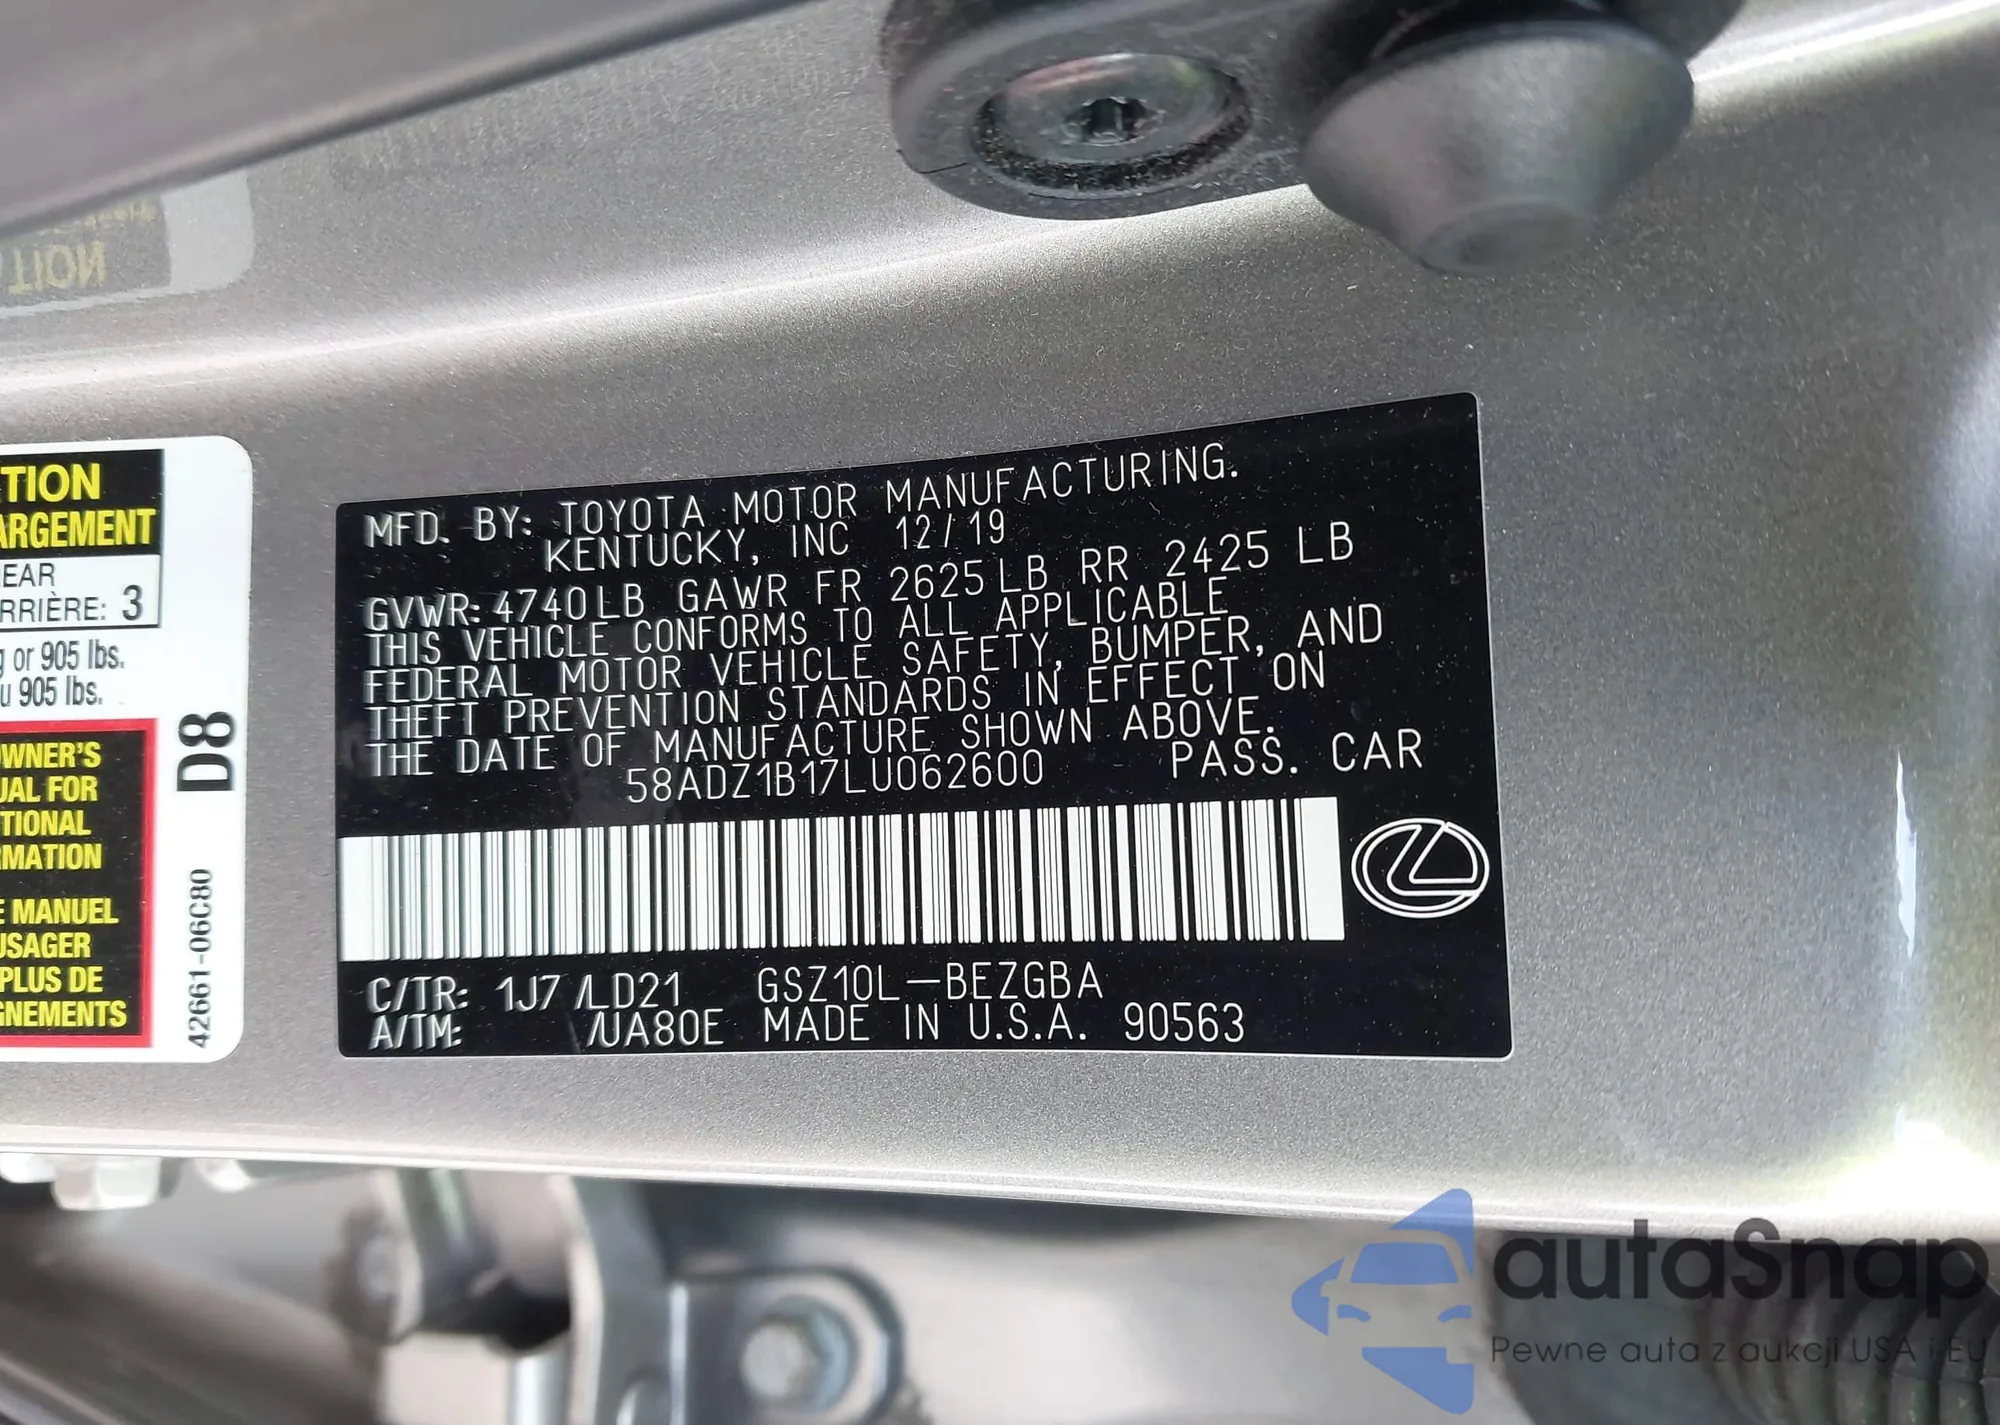 TION
ARGEMENT
EAR
RRIÈRE: 3
g or 905 lbs.
u 905 lbs.
OWNER'S
UAL FOR
TIONAL
RMATION
E MANUEL
USAGER
PLUS DE
GNEMENTS
D8
42661-06C80
MFD. BY: TOYOTA MOTOR MANUFACTURING.
KENTUCKY, INC 12/19
GVWR: 4740LB GAWR FR 2625LB RR 2425 LB
THIS VEHICLE CONFORMS TO ALL APPLICABLE
FEDERAL MOTOR VEHICLE SAFETY, BUMPER, AND
THEFT PREVENTION STANDARDS IN EFFECT ON
THE DATE OF MANUFACTURE SHOWN ABOVE.
58ADZ1B17LU062600 PASS. CAR
C/TR: 1J7 /LD21 GSZ10L-BEZGBA
A/TM: /UA80E MADE IN U.S.A. 90563
autaSnap
Pewne auta z aukcji USA i EU